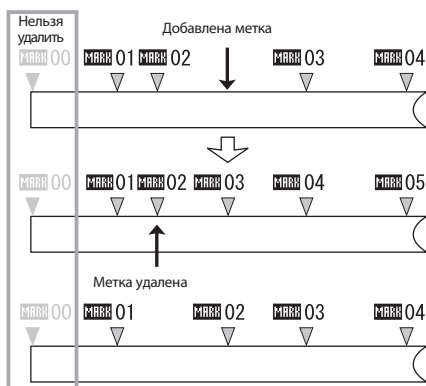 Нельзя
удалить
Добавлена метка
MARK 00 MARK 01 MARK 02 MARK 03 MARK 04
MARK 00 MARK 01 MARK 02 MARK 03 MARK 04 MARK 05
Метка удалена
MARK 00 MARK 01 MARK 02 MARK 03 MARK 04